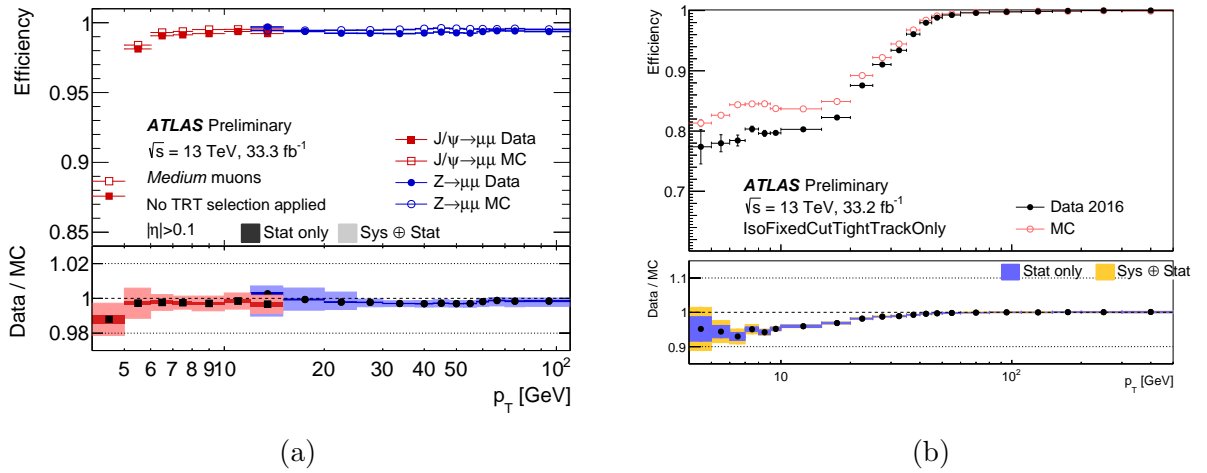 Efficiency
1
0.95
0.9
0.85
ATLAS Preliminary
√s = 13 TeV, 33.3 fb⁻¹
Medium muons
No TRT selection applied
|η|>0.1
J/ψ→μμ Data
J/ψ→μμ MC
Z→μμ Data
Z→μμ MC
Stat only
Sys ⊕ Stat
Data / MC
1.02
1
0.98
5 6 7 8 910 20 30 40 50 10²
p_T [GeV]
(a)
Efficiency
1
0.9
0.8
0.7
ATLAS Preliminary
√s = 13 TeV, 33.2 fb⁻¹
IsoFixedCutTightTrackOnly
Data 2016
MC
Data / MC
1.1
1
0.9
Stat only
Sys ⊕ Stat
10 10²
p_T [GeV]
(b)